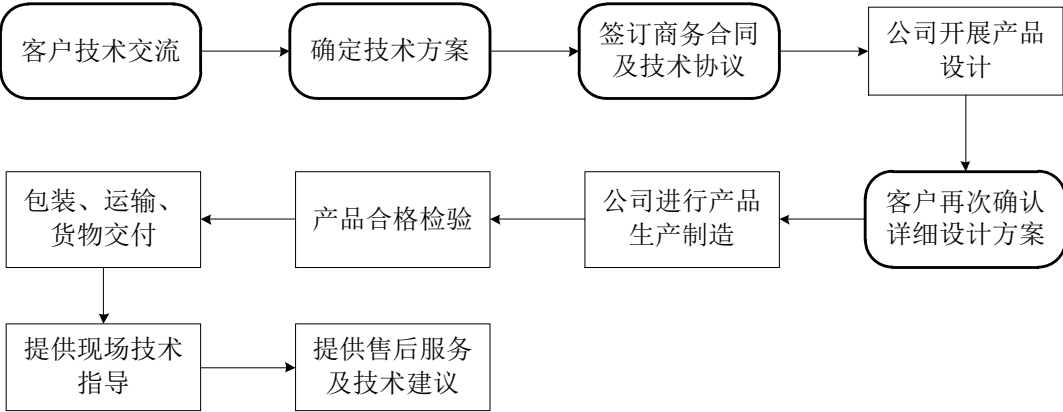 客户技术交流
确定技术方案
签订商务合同
及技术协议
公司开展产品
设计
客户再次确认
详细设计方案
公司进行产品
生产制造
产品合格检验
包装、运输、
货物交付
提供现场技术
指导
提供售后服务
及技术建议